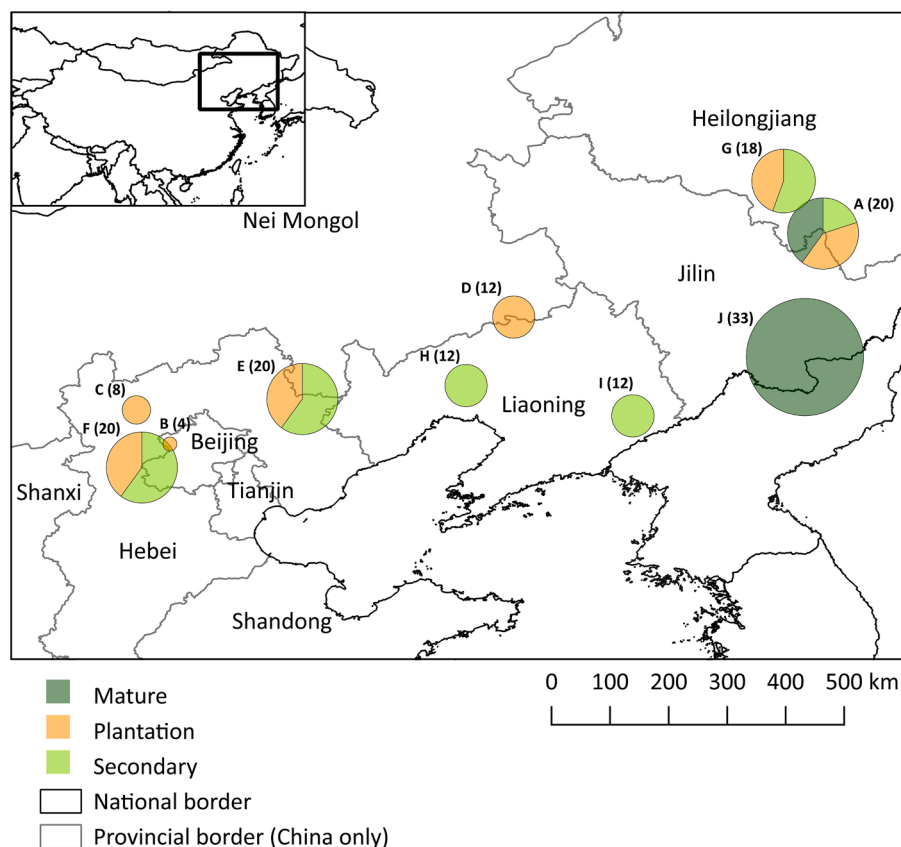 Nei Mongol
Heilongjiang
G (18)
A (20)
Jilin
D (12)
J (33)
E (20)
H (12)
C (8)
I (12)
Liaoning
B (4)
F (20)
Beijing
Shanxi
Tianjin
Hebei
Shandong
Mature
Plantation
Secondary
National border
Provincial border (China only)
0 100 200 300 400 500 km